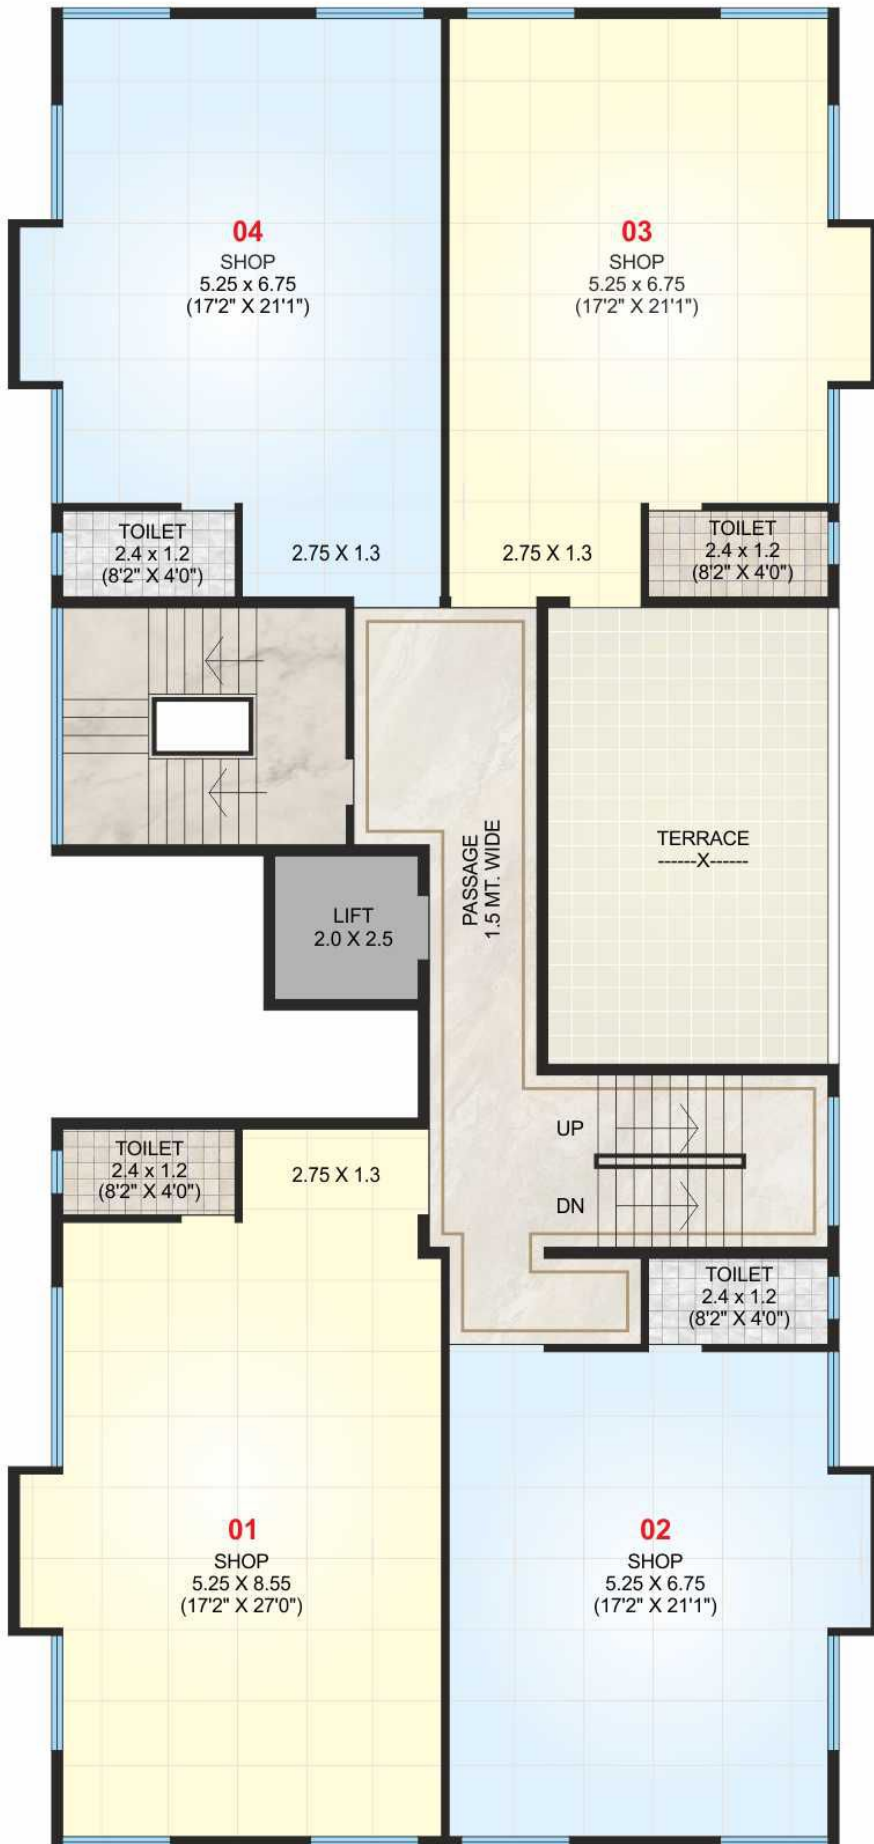 04
SHOP
5.25 x 6.75
(17'2" X 21'1")
03
SHOP
5.25 x 6.75
(17'2" X 21'1")
TOILET
2.4 x 1.2
(8'2" X 4'0")
2.75 X 1.3
2.75 X 1.3
TOILET
2.4 x 1.2
(8'2" X 4'0")
PASSAGE
1.5 MT. WIDE
TERRACE
------X------
LIFT
2.0 X 2.5
UP
DN
TOILET
2.4 x 1.2
(8'2" X 4'0")
2.75 X 1.3
TOILET
2.4 x 1.2
(8'2" X 4'0")
01
SHOP
5.25 X 8.55
(17'2" X 27'0")
02
SHOP
5.25 X 6.75
(17'2" X 21'1")